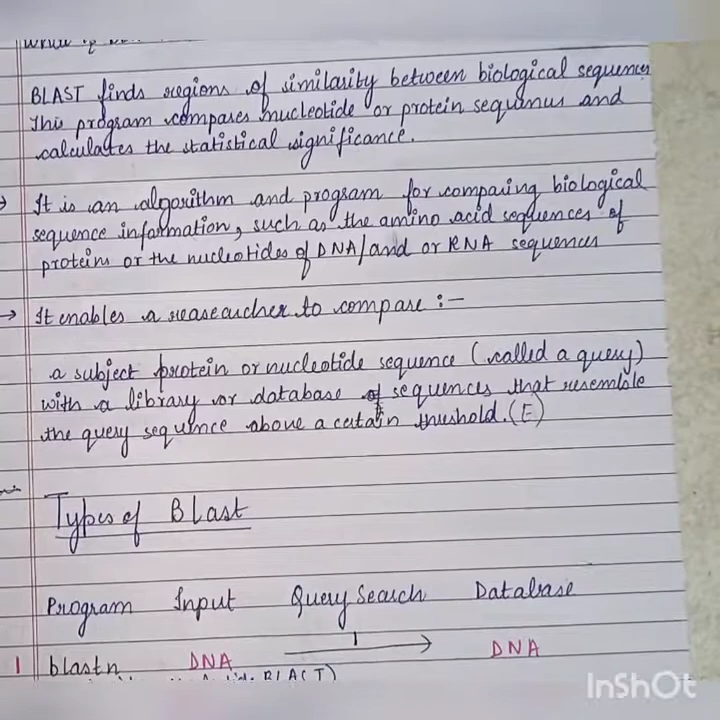 BLAST finds regions of similarity between biological sequences
This program compares nucleotide or protein sequences and
calculates the statistical significance.
→ It is an algorithm and program for comparing biological
sequence information, such as the amino acid sequences of
proteins or the nucleotides of DNA/and or RNA sequences
→ It enables a reasearcher to compare :-
a subject protein or nucleotide sequence (called a query)
with a library or database of sequences that resemble
the query sequence above a certain threshold. (E)
Types of Blast
Program Input Query Search Database
1 blastn DNA 1 → DNA
InShOt